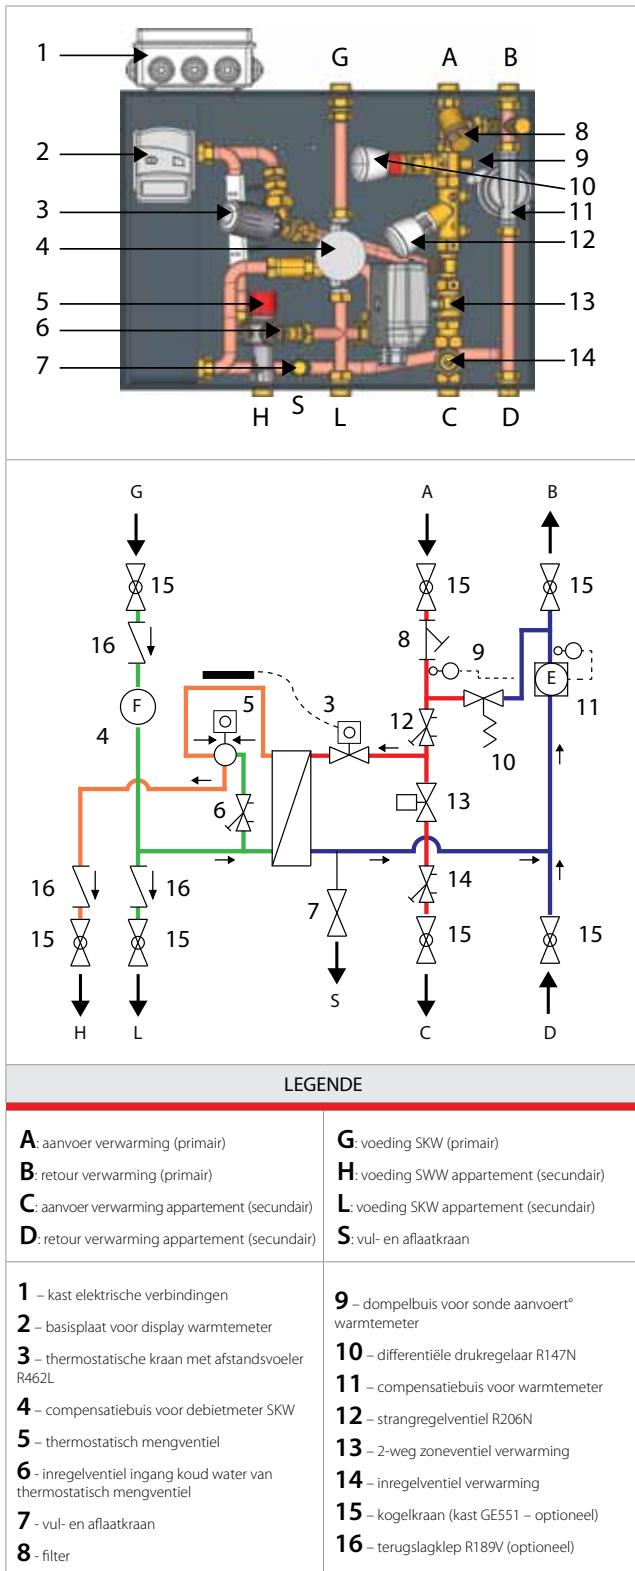 G A B
1
2
3
4
5
6
7
8
9
10
11
12
13
14
H S L C D
G A B
15 15 15
16 8 9
F E
4 5 3 11
12 10
6 13
16 16 14
15 15 7 15 15
S
H L C D
LEGENDE
A: aanvoer verwarming (primair)
B: retour verwarming (primair)
C: aanvoer verwarming appartement (secundair)
D: retour verwarming appartement (secundair)
G: voeding SKW (primair)
H: voeding SWW appartement (secundair)
L: voeding SKW appartement (secundair)
S: vul- en aflaatkraan
1 – kast elektrische verbindingen
2 – basisplaat voor display warmtemeter
3 – thermostatische kraan met afstandsvoeler
R462L
4 – compensatiebuis voor debietmeter SKW
5 – thermostatisch mengventiel
6 - inregelventiel ingang koud water van
thermostatisch mengventiel
7 - vul- en aflaatkraan
8 - filter
9 – dompelbuis voor sonde aanvoert°
warmtemeter
10 – differentiële drukregelaar R147N
11 – compensatiebuis voor warmtemeter
12 – strangregelventiel R206N
13 – 2-weg zoneventiel verwarming
14 – inregelventiel verwarming
15 – kogelkraan (kast GE551 – optioneel)
16 – terugslagklep R189V (optioneel)